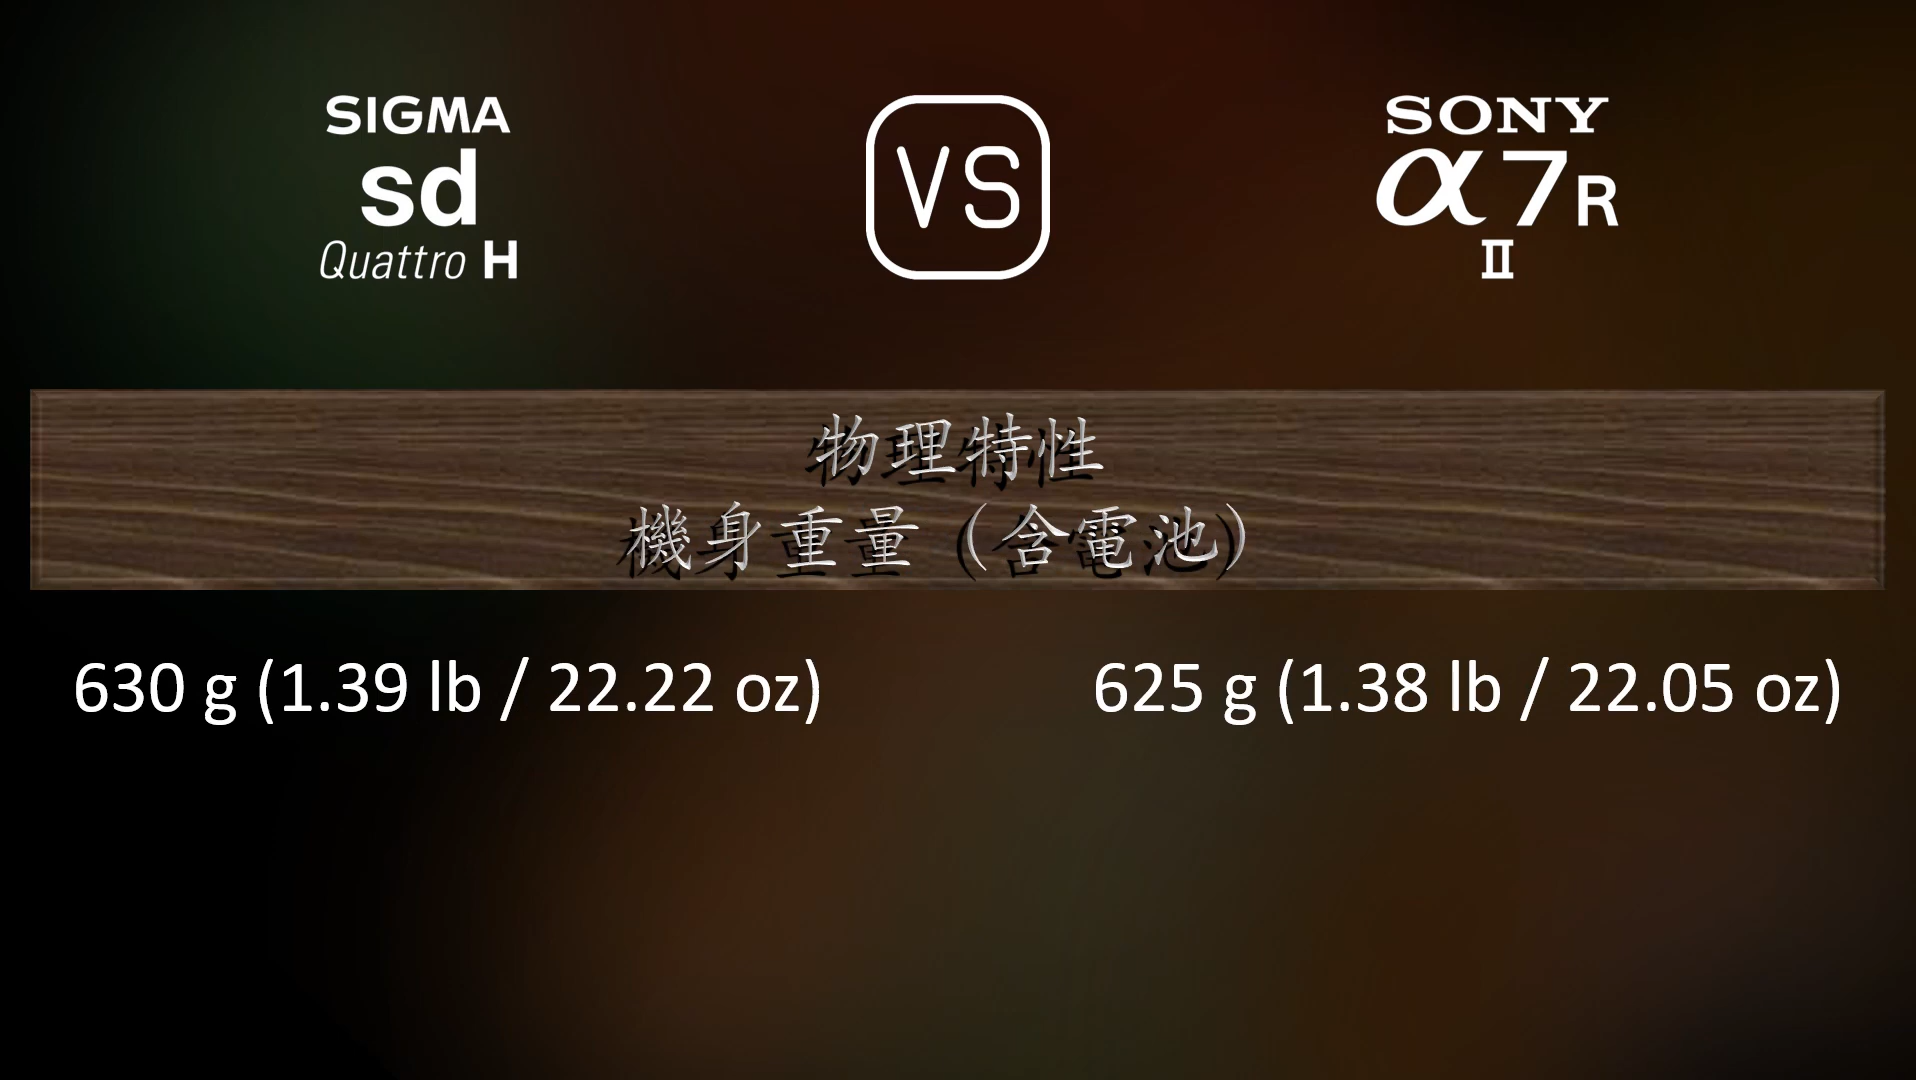 SIGMA
sd
Quattro H
VS
SONY
α7R
II
物理特性
機身重量（含電池）
630 g (1.39 lb / 22.22 oz)
625 g (1.38 lb / 22.05 oz)